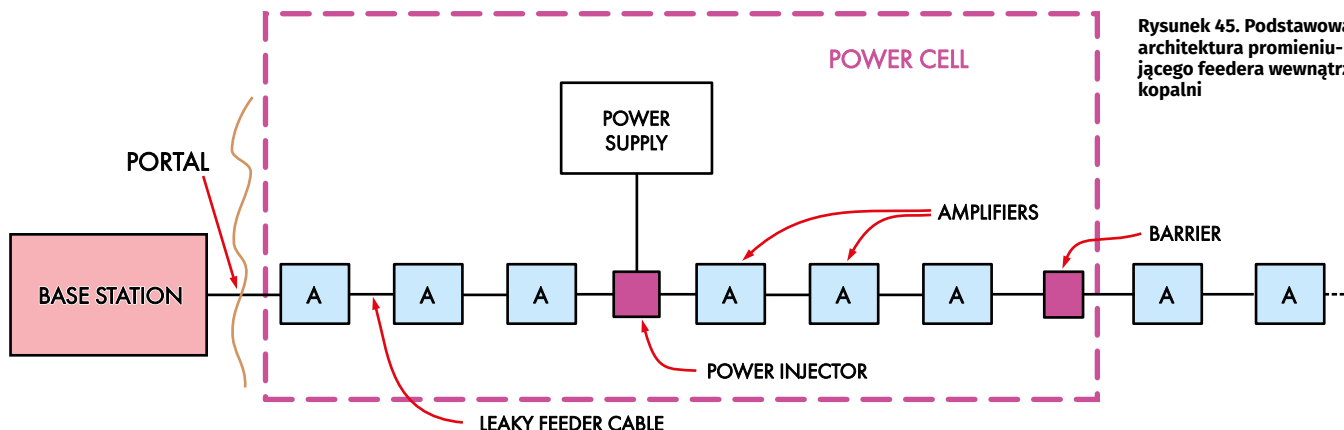 Rysunek 45. Podstawowa
architektura promieniu-
jącego feedera wewnątrz
kopalni
POWER CELL
POWER
SUPPLY
PORTAL
AMPLIFIERS
BARRIER
BASE STATION
A
A
A
A
A
A
A
A
POWER INJECTOR
LEAKY FEEDER CABLE